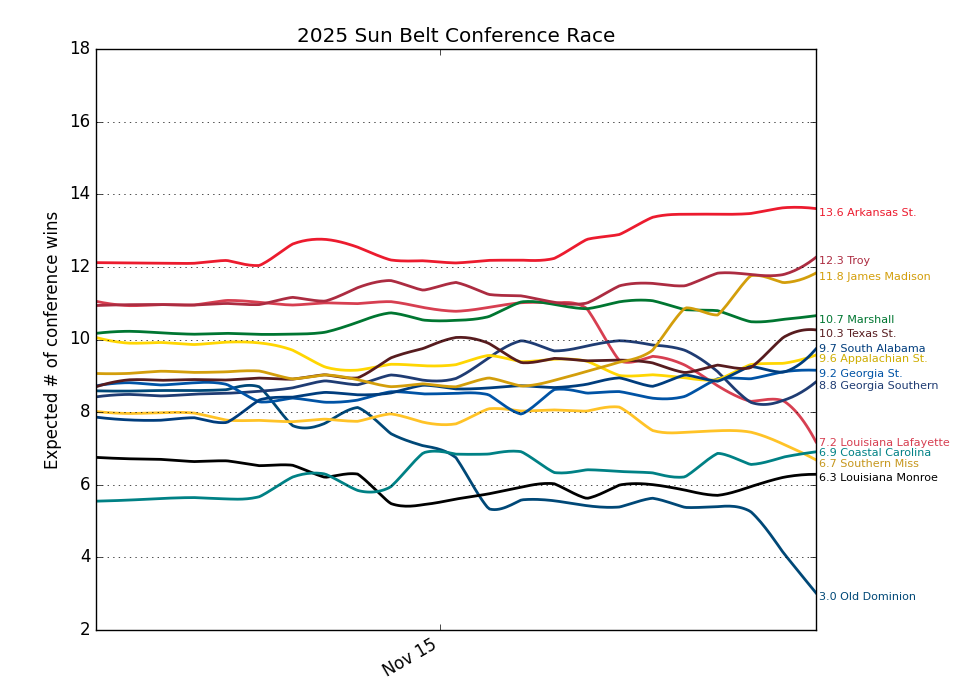 2025 Sun Belt Conference Race
Expected # of conference wins
18
16
14
12
10
8
6
4
2
Nov 15
13.6 Arkansas St.
12.3 Troy
11.8 James Madison
10.7 Marshall
10.3 Texas St.
9.7 South Alabama
9.6 Appalachian St.
9.2 Georgia St.
8.8 Georgia Southern
7.2 Louisiana Lafayette
6.9 Coastal Carolina
6.7 Southern Miss
6.3 Louisiana Monroe
3.0 Old Dominion